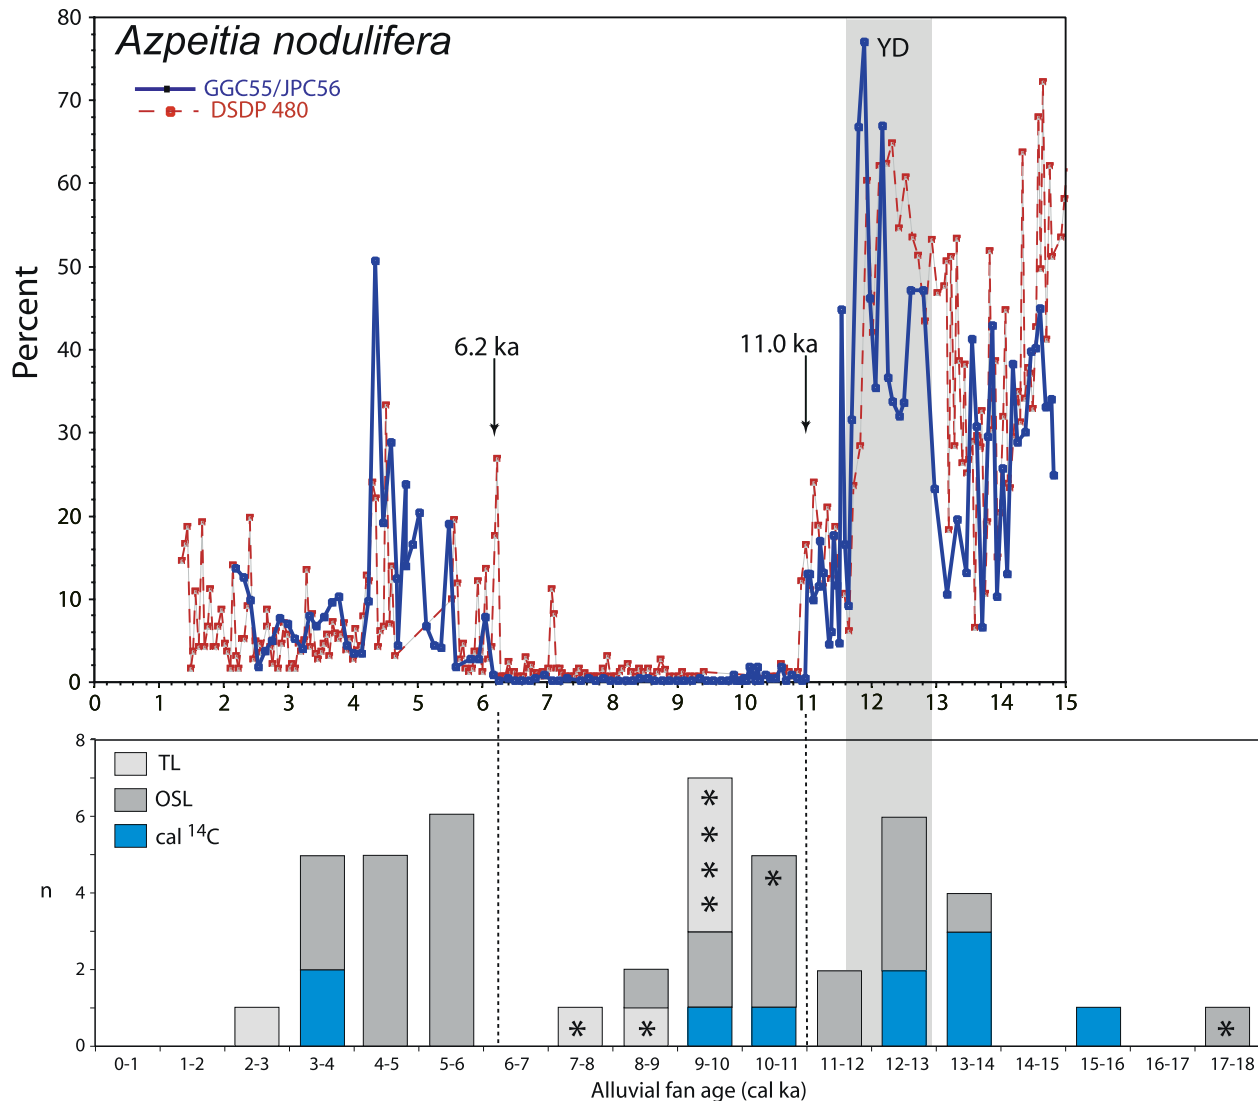 Azpeitia nodulifera
YD
GGC55/JPC56
DSDP 480
Percent
80
70
60
50
40
30
20
10
0
6.2 ka
11.0 ka
0 1 2 3 4 5 6 7 8 9 10 11 12 13 14 15
TL
OSL
cal ¹⁴C
n
8
6
4
2
0
* * * * * * * *
0-1 1-2 2-3 3-4 4-5 5-6 6-7 7-8 8-9 9-10 10-11 11-12 12-13 13-14 14-15 15-16 16-17 17-18
Alluvial fan age (cal ka)